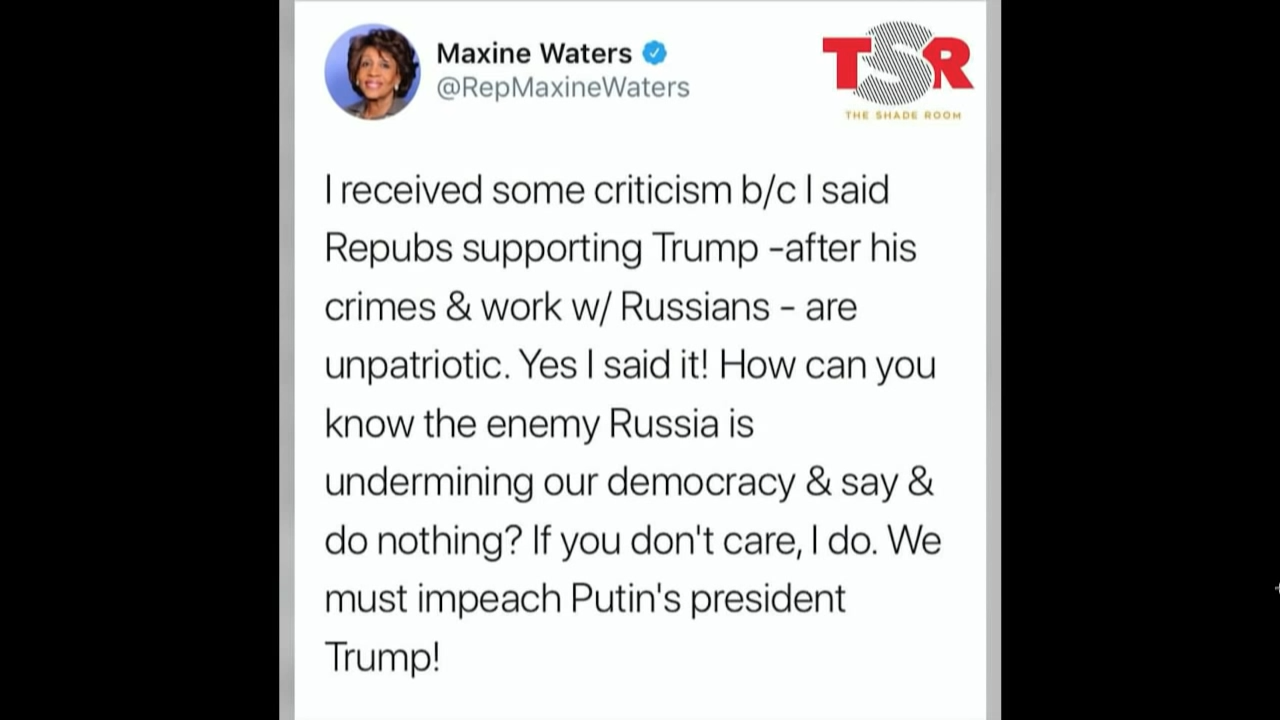 Maxine Waters
@RepMaxineWaters
TSR
THE SHADE ROOM
I received some criticism b/c I said
Repubs supporting Trump -after his
crimes & work w/ Russians - are
unpatriotic. Yes I said it! How can you
know the enemy Russia is
undermining our democracy & say &
do nothing? If you don't care, I do. We
must impeach Putin's president
Trump!